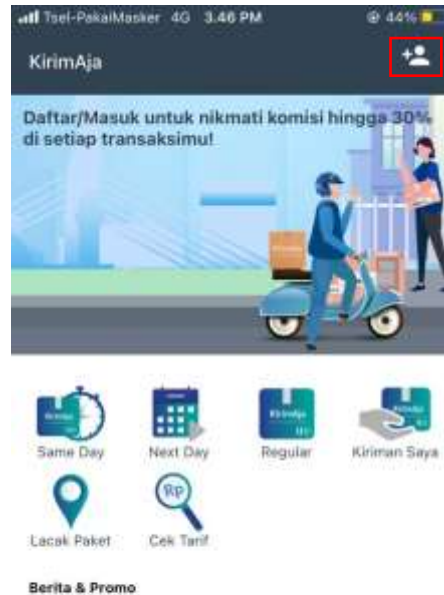 Tsel-PakaiMasker 4G 3.46 PM 44%
KirimAja
Daftar/Masuk untuk nikmati komisi hingga 30%
di setiap transaksimu!
Same Day
Next Day
Regular
Kiriman Saya
RP
Lacak Paket
Cek Tarif
Berita & Promo